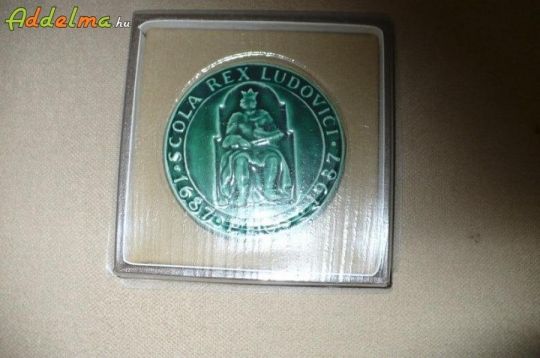 Addelma.hu
· SCOLA REX LUDOVICI ·
1687 · 1987